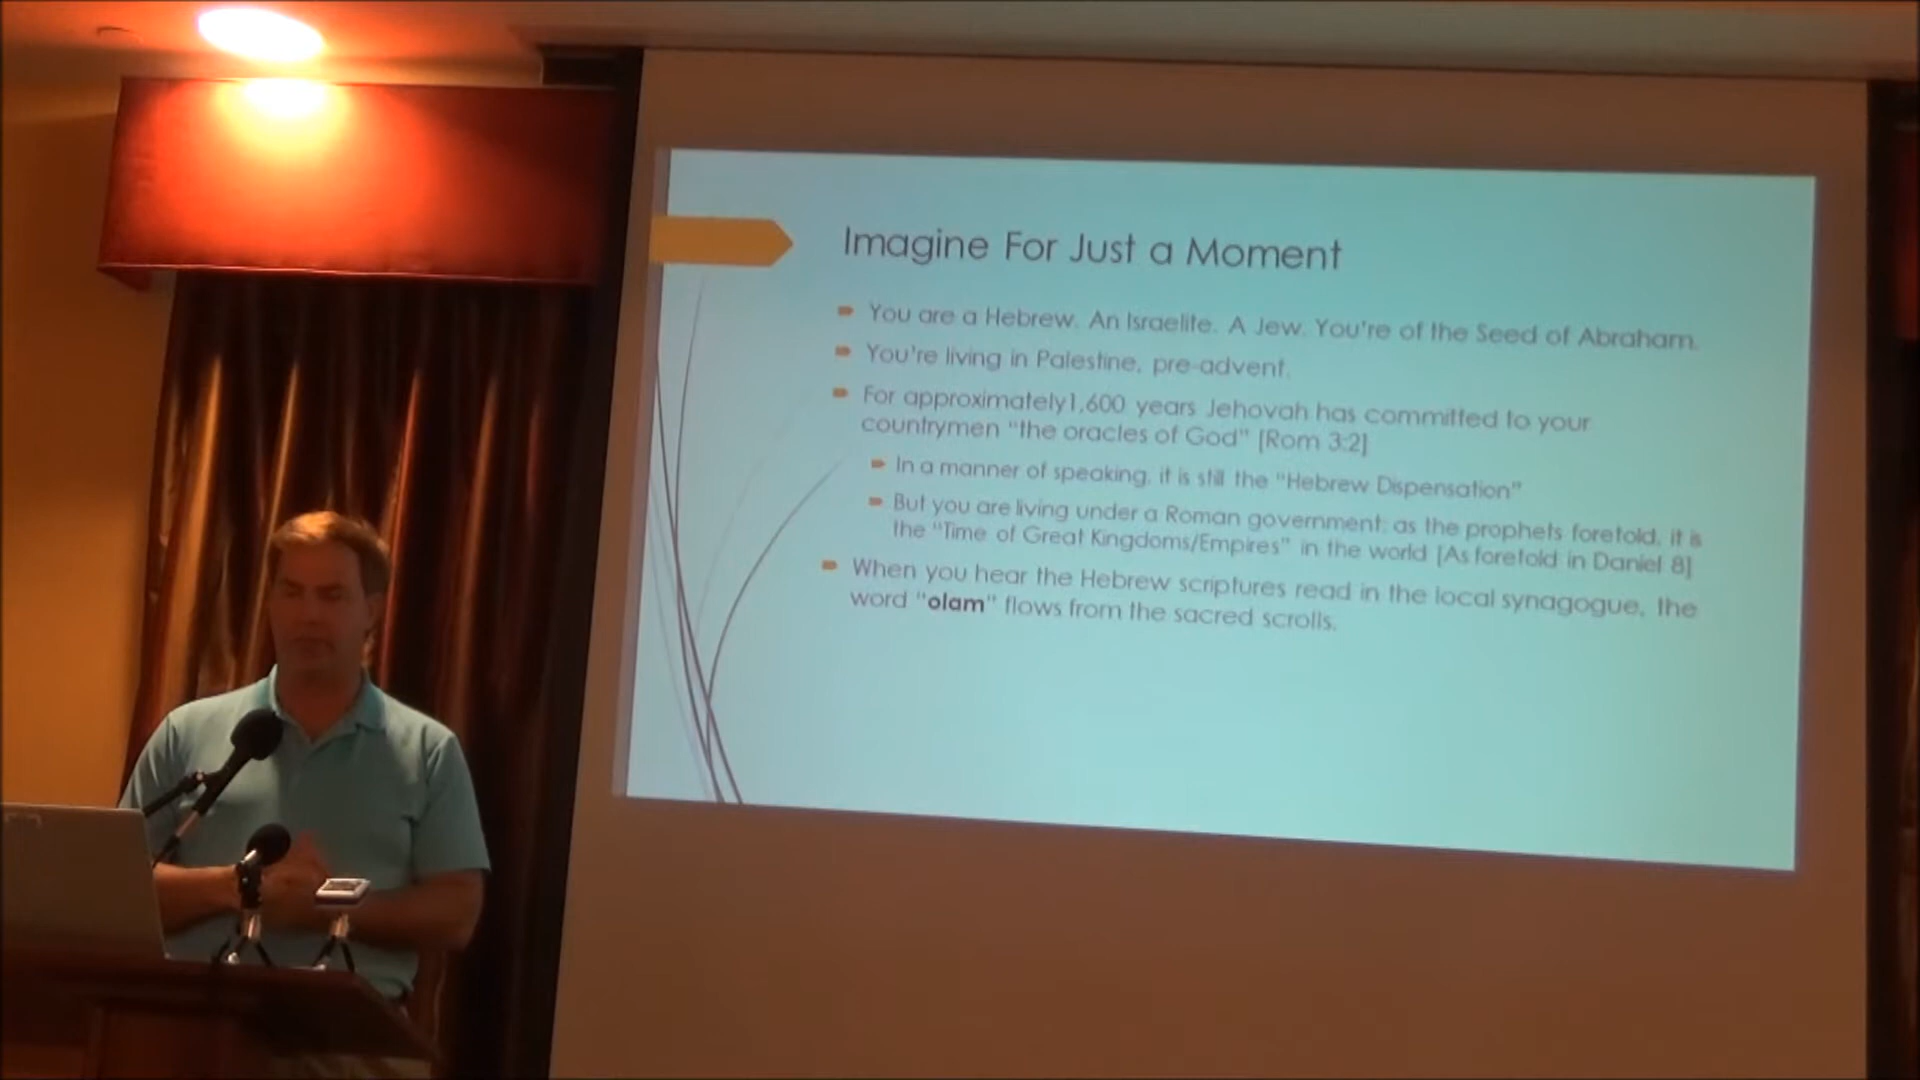 Imagine For Just a Moment
You are a Hebrew. An Israelite. A Jew. You're of the Seed of Abraham.
You're living in Palestine, pre-advent.
For approximately1,600 years Jehovah has committed to your
countrymen "the oracles of God" [Rom 3:2]
In a manner of speaking, it is still the "Hebrew Dispensation"
But you are living under a Roman government; as the prophets foretold, it is
the "Time of Great Kingdoms/Empires" in the world [As foretold in Daniel 8]
When you hear the Hebrew scriptures read in the local synagogue, the
word "olam" flows from the sacred scrolls.